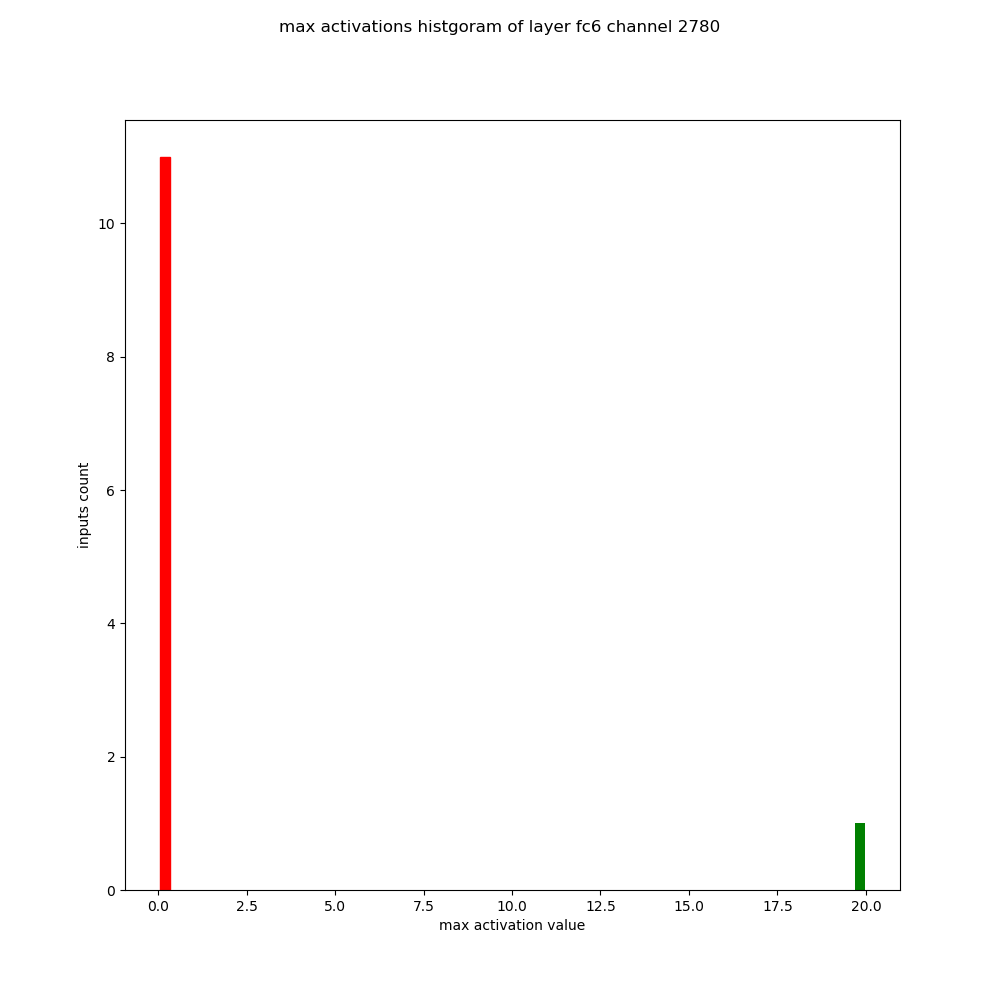 max activations histgoram of layer fc6 channel 2780
10
8
6
4
2
0
inputs count
0.0 2.5 5.0 7.5 10.0 12.5 15.0 17.5 20.0
max activation value